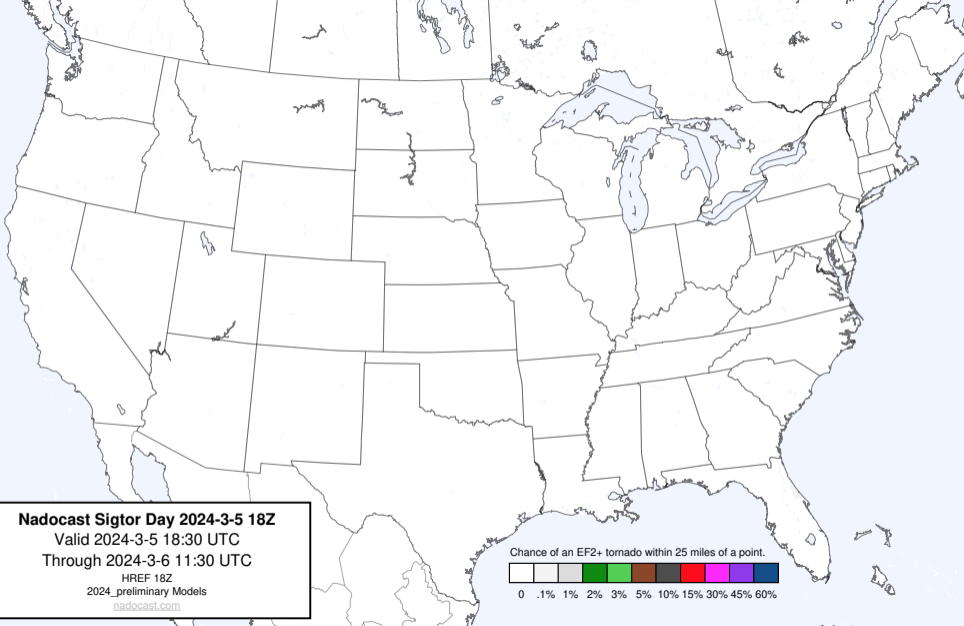 Nadocast Sigtor Day 2024-3-5 18Z
Valid 2024-3-5 18:30 UTC
Through 2024-3-6 11:30 UTC
HREF 18Z
2024_preliminary Models
nadocast.com
Chance of an EF2+ tornado within 25 miles of a point.
0 .1% 1% 2% 3% 5% 10% 15% 30% 45% 60%